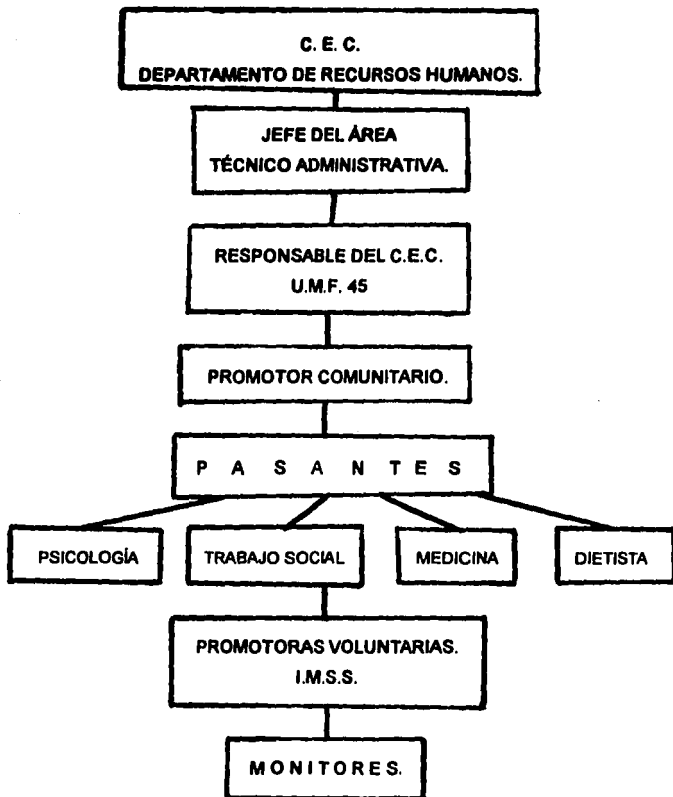 C. E. C.
DEPARTAMENTO DE RECURSOS HUMANOS.
JEFE DEL ÁREA
TÉCNICO ADMINISTRATIVA.
RESPONSABLE DEL C.E.C.
U.M.F. 45
PROMOTOR COMUNITARIO.
P A S A N T E S
PSICOLOGÍA
TRABAJO SOCIAL
MEDICINA
DIETISTA
PROMOTORAS VOLUNTARIAS.
I.M.S.S.
M O N I T O R E S.